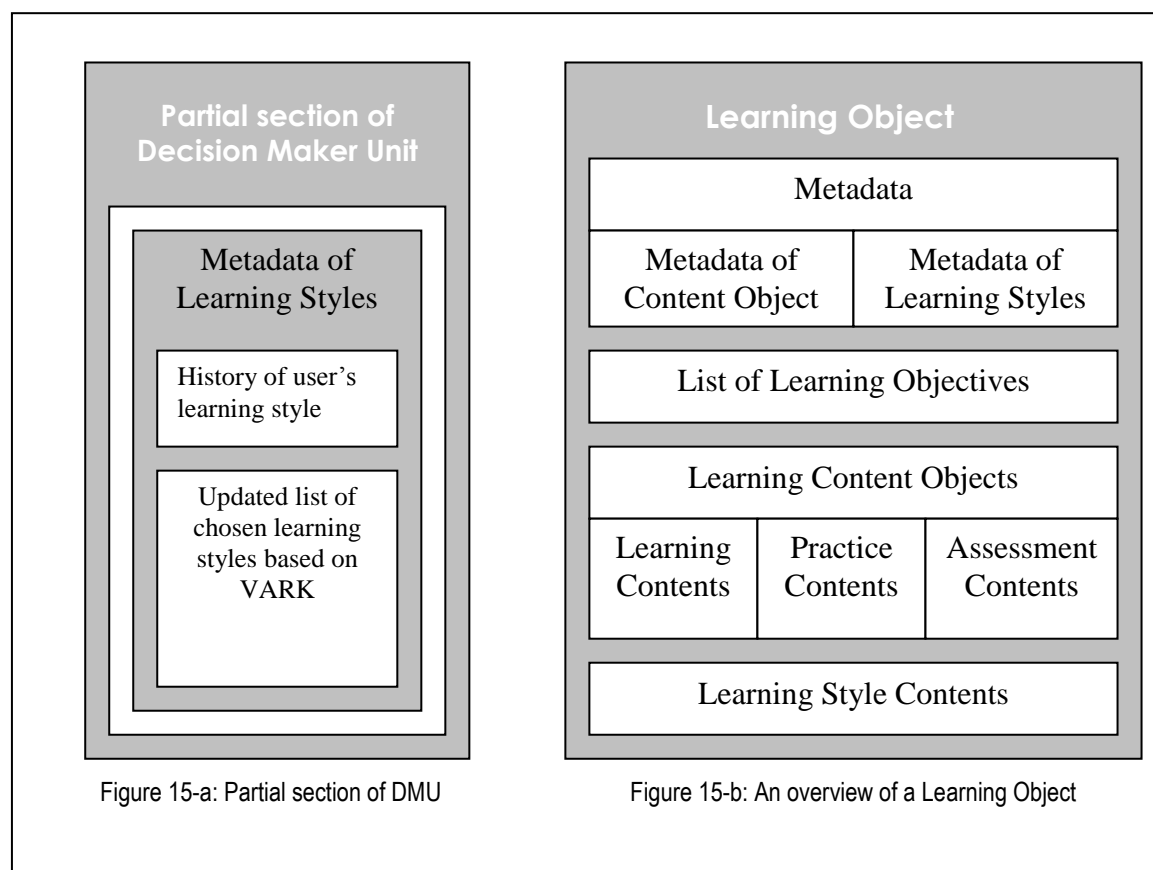 Partial section of
Decision Maker Unit
Metadata of
Learning Styles
History of user's
learning style
Updated list of
chosen learning
styles based on
VARK
Figure 15-a: Partial section of DMU
Learning Object
Metadata
Metadata of
Content Object
Metadata of
Learning Styles
List of Learning Objectives
Learning Content Objects
Learning
Contents
Practice
Contents
Assessment
Contents
Learning Style Contents
Figure 15-b: An overview of a Learning Object